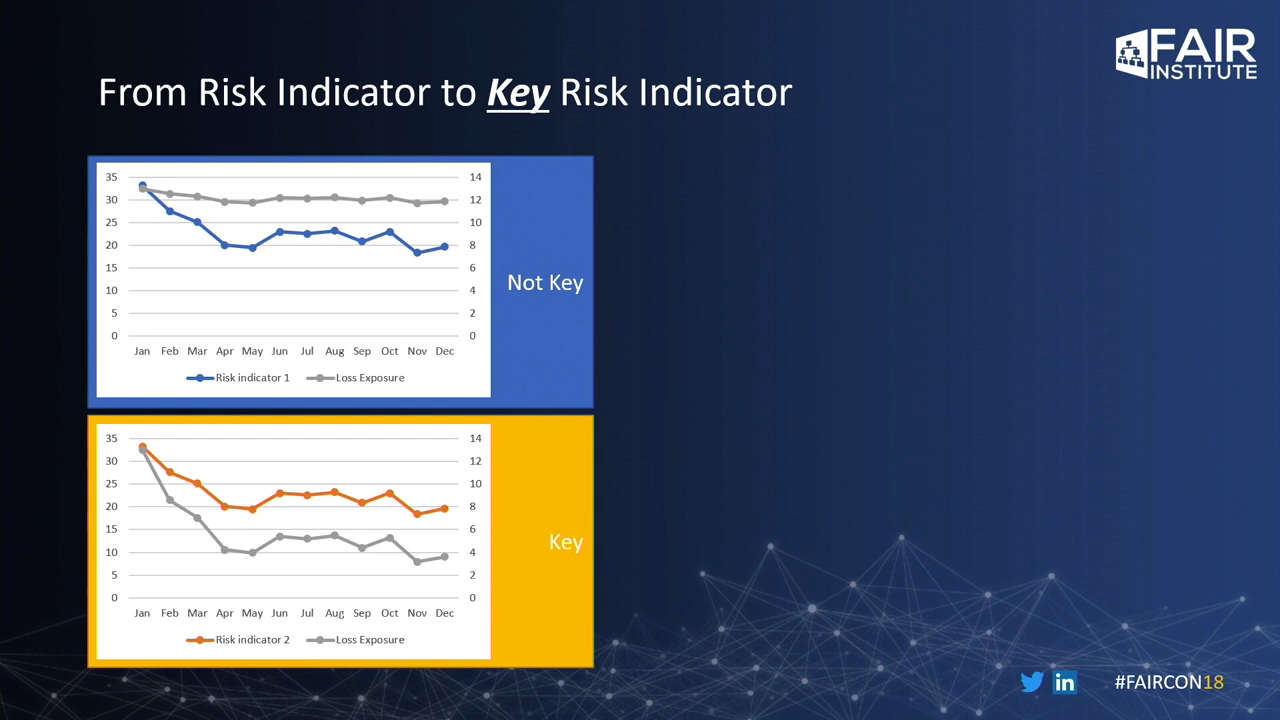 FAIR
INSTITUTE
From Risk Indicator to Key Risk Indicator
35 14
30 12
25 10
20 8
15 6
10 4
5 2
0 0
Jan Feb Mar Apr May Jun Jul Aug Sep Oct Nov Dec
Risk indicator 1 Loss Exposure
Not Key
35 14
30 12
25 10
20 8
15 6
10 4
5 2
0 0
Jan Feb Mar Apr May Jun Jul Aug Sep Oct Nov Dec
Risk indicator 2 Loss Exposure
Key
in #FAIRCON18